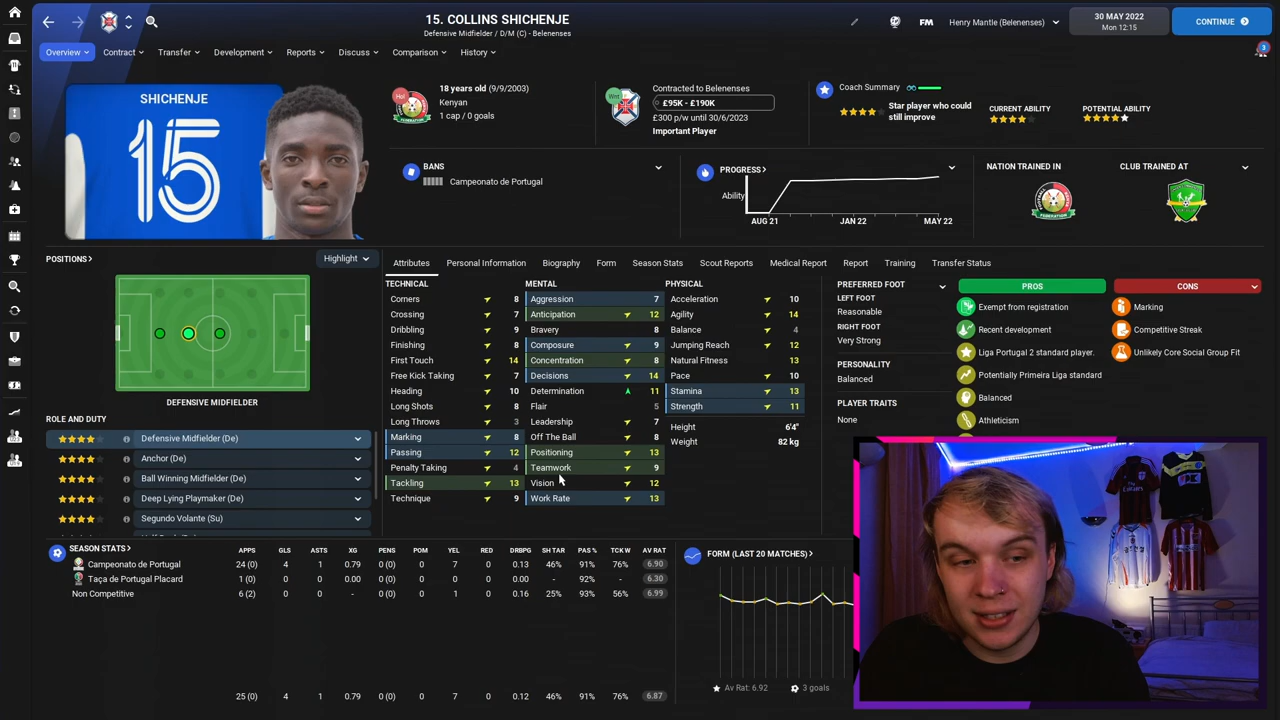 15. COLLINS SHICHENJE
Defensive Midfielder / D/M (C) - Belenenses
FM
Henry Mantle (Belenenses)
30 MAY 2022
Mon 12:15
CONTINUE
Overview Contract Transfer Development Reports Discuss Comparison History
3
SHICHENJE
15
Hol
18 years old (9/9/2003)
Kenyan
1 cap / 0 goals
Wnt
Contracted to Belenenses
£95K - £190K
£300 p/w until 30/6/2023
Important Player
Coach Summary
Star player who could still improve
CURRENT ABILITY
POTENTIAL ABILITY
BANS
Campeonato de Portugal
PROGRESS
Ability
AUG 21 JAN 22 MAY 22
NATION TRAINED IN
CLUB TRAINED AT
POSITIONS
Highlight
DEFENSIVE MIDFIELDER
ROLE AND DUTY
Defensive Midfielder (De)
Anchor (De)
Ball Winning Midfielder (De)
Deep Lying Playmaker (De)
Segundo Volante (Su)
Attributes Personal Information Biography Form Season Stats Scout Reports Medical Report Report Training Transfer Status
TECHNICAL
Corners 8
Crossing 7
Dribbling 9
Finishing 8
First Touch 14
Free Kick Taking 7
Heading 10
Long Shots 8
Long Throws 3
Marking 8
Passing 12
Penalty Taking 4
Tackling 13
Technique 9
MENTAL
Aggression 7
Anticipation 12
Bravery 8
Composure 9
Concentration 8
Decisions 14
Determination 11
Flair 5
Leadership 7
Off The Ball 8
Positioning 13
Teamwork 9
Vision 12
Work Rate 13
PHYSICAL
Acceleration 10
Agility 14
Balance 4
Jumping Reach 12
Natural Fitness 13
Pace 10
Stamina 13
Strength 11
Height 6'4"
Weight 82 kg
PREFERRED FOOT
LEFT FOOT
Reasonable
RIGHT FOOT
Very Strong
PERSONALITY
Balanced
PLAYER TRAITS
None
PROS
Exempt from registration
Recent development
Liga Portugal 2 standard player.
Potentially Primeira Liga standard
Balanced
Athleticism
CONS
Marking
Competitive Streak
Unlikely Core Social Group Fit
SEASON STATS APPS GLS ASTS XG PENS POM YEL RED DRBPG SH TAR PAS % TCK W AV RAT
Campeonato de Portugal 24 (0) 4 1 0.79 0 (0) 0 7 0 0.13 46% 91% 76% 6.90
Taça de Portugal Placard 1 (0) 0 0 0.00 0 (0) 0 0 0 0.00 - 92% - 6.30
Non Competitive 6 (2) 0 0 - 0 (0) 0 1 0 0.16 25% 93% 56% 6.99
25 (0) 4 1 0.79 0 (0) 0 7 0 0.12 46% 91% 76% 6.87
FORM (LAST 20 MATCHES)
Av Rat: 6.92
3 goals